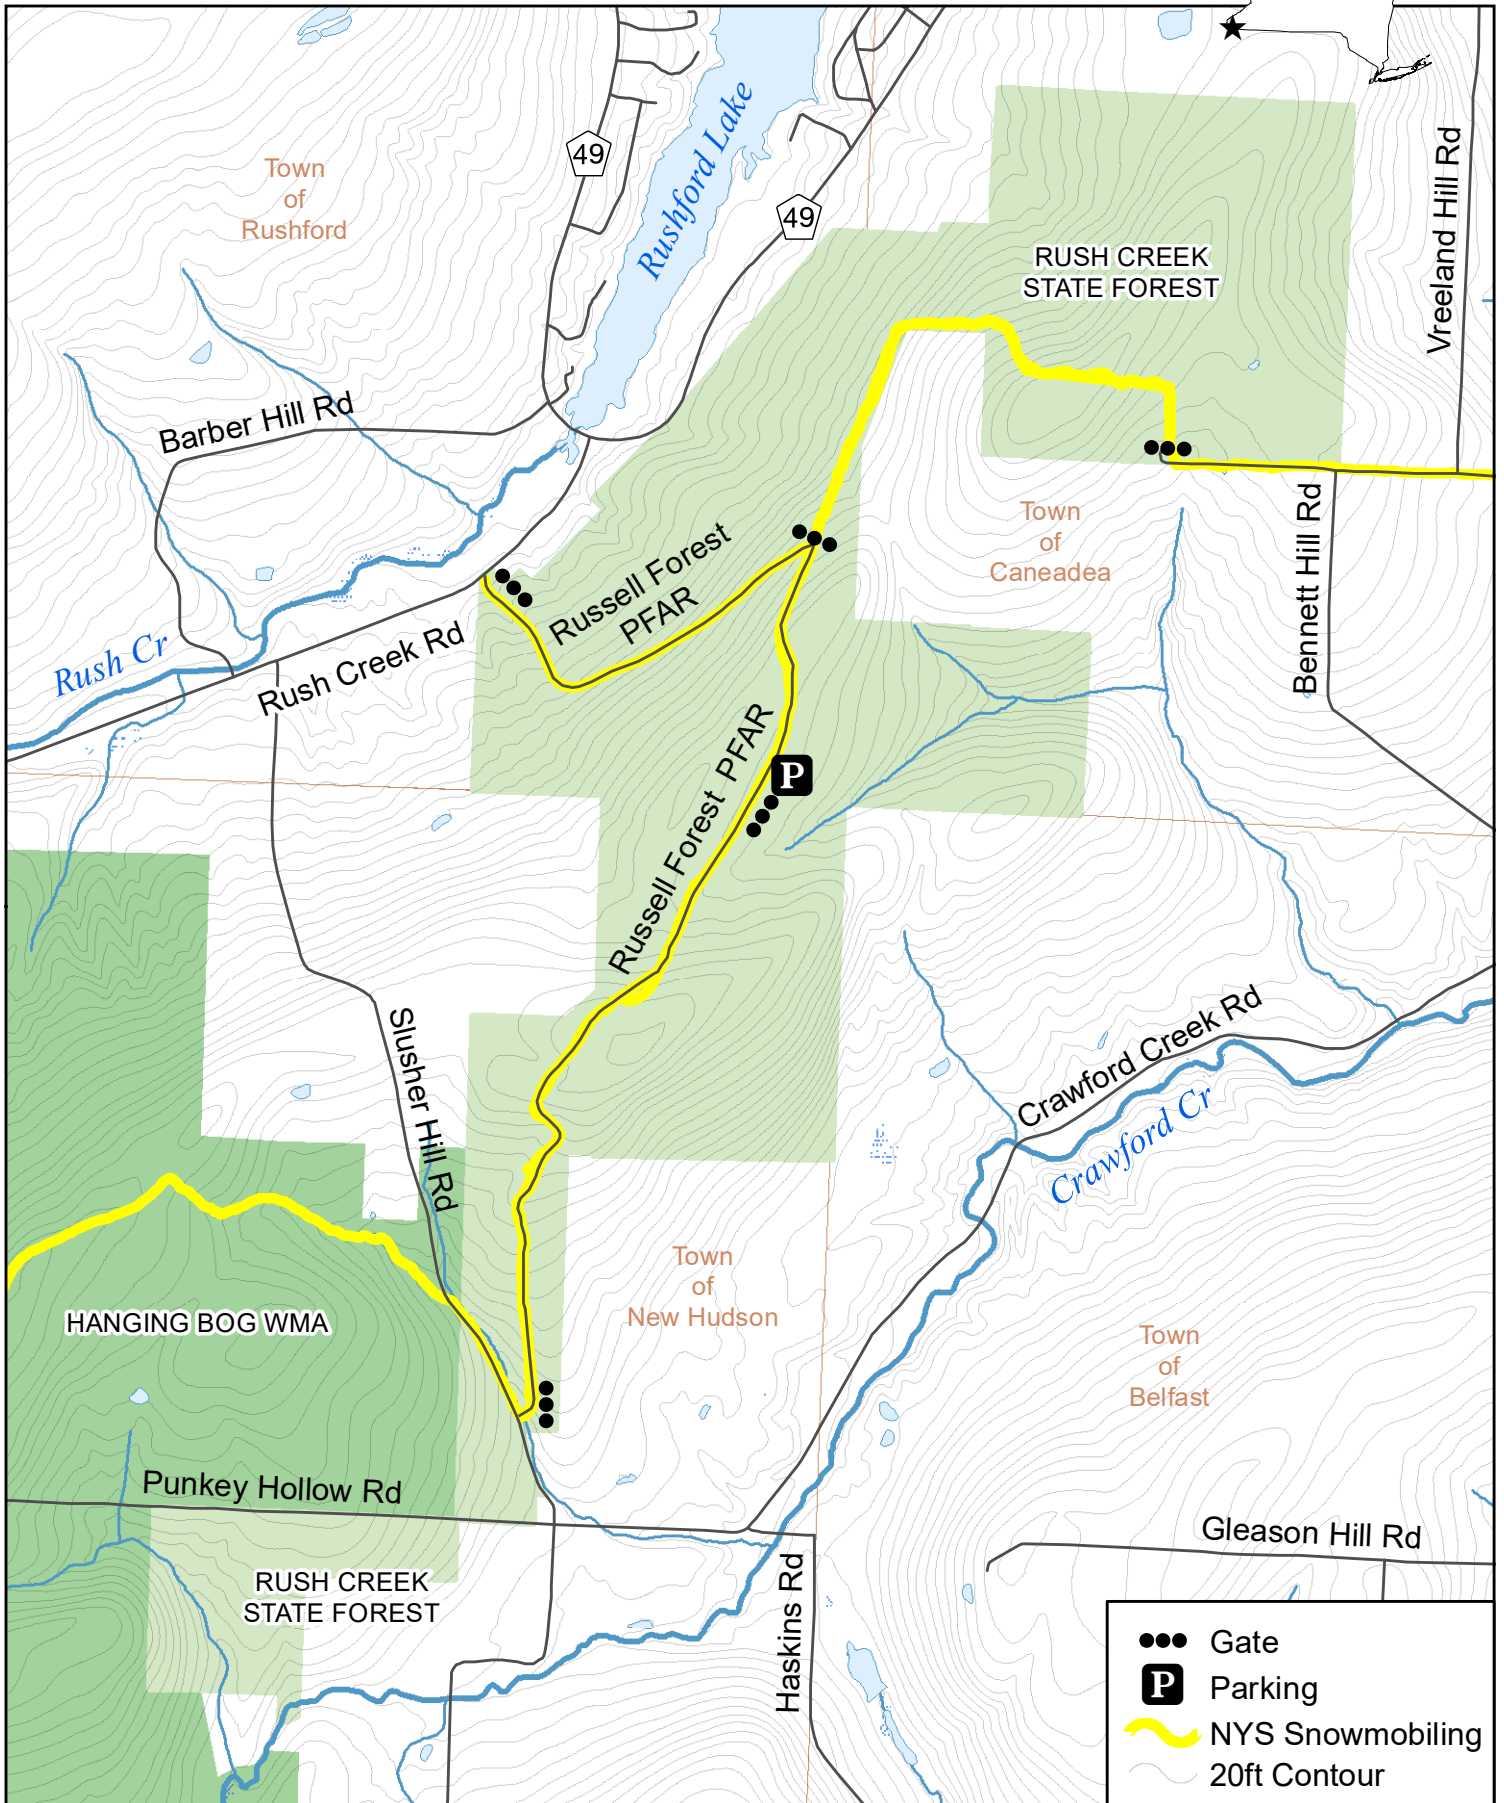 49
Rushford Lake
Town
of
Rushford
49
RUSH CREEK
STATE FOREST
Vreeland Hill Rd
Barber Hill Rd
Town
of
Caneadea
Bennett Hill Rd
Russell Forest
PFAR
Rush Cr
Rush Creek Rd
Russell Forest PFAR
P
Slusher Hill Rd
Crawford Creek Rd
Crawford Cr
Town
of
New Hudson
HANGING BOG WMA
Town
of
Belfast
Punkey Hollow Rd
Gleason Hill Rd
RUSH CREEK
STATE FOREST
Haskins Rd
Gate
P Parking
NYS Snowmobiling
20ft Contour